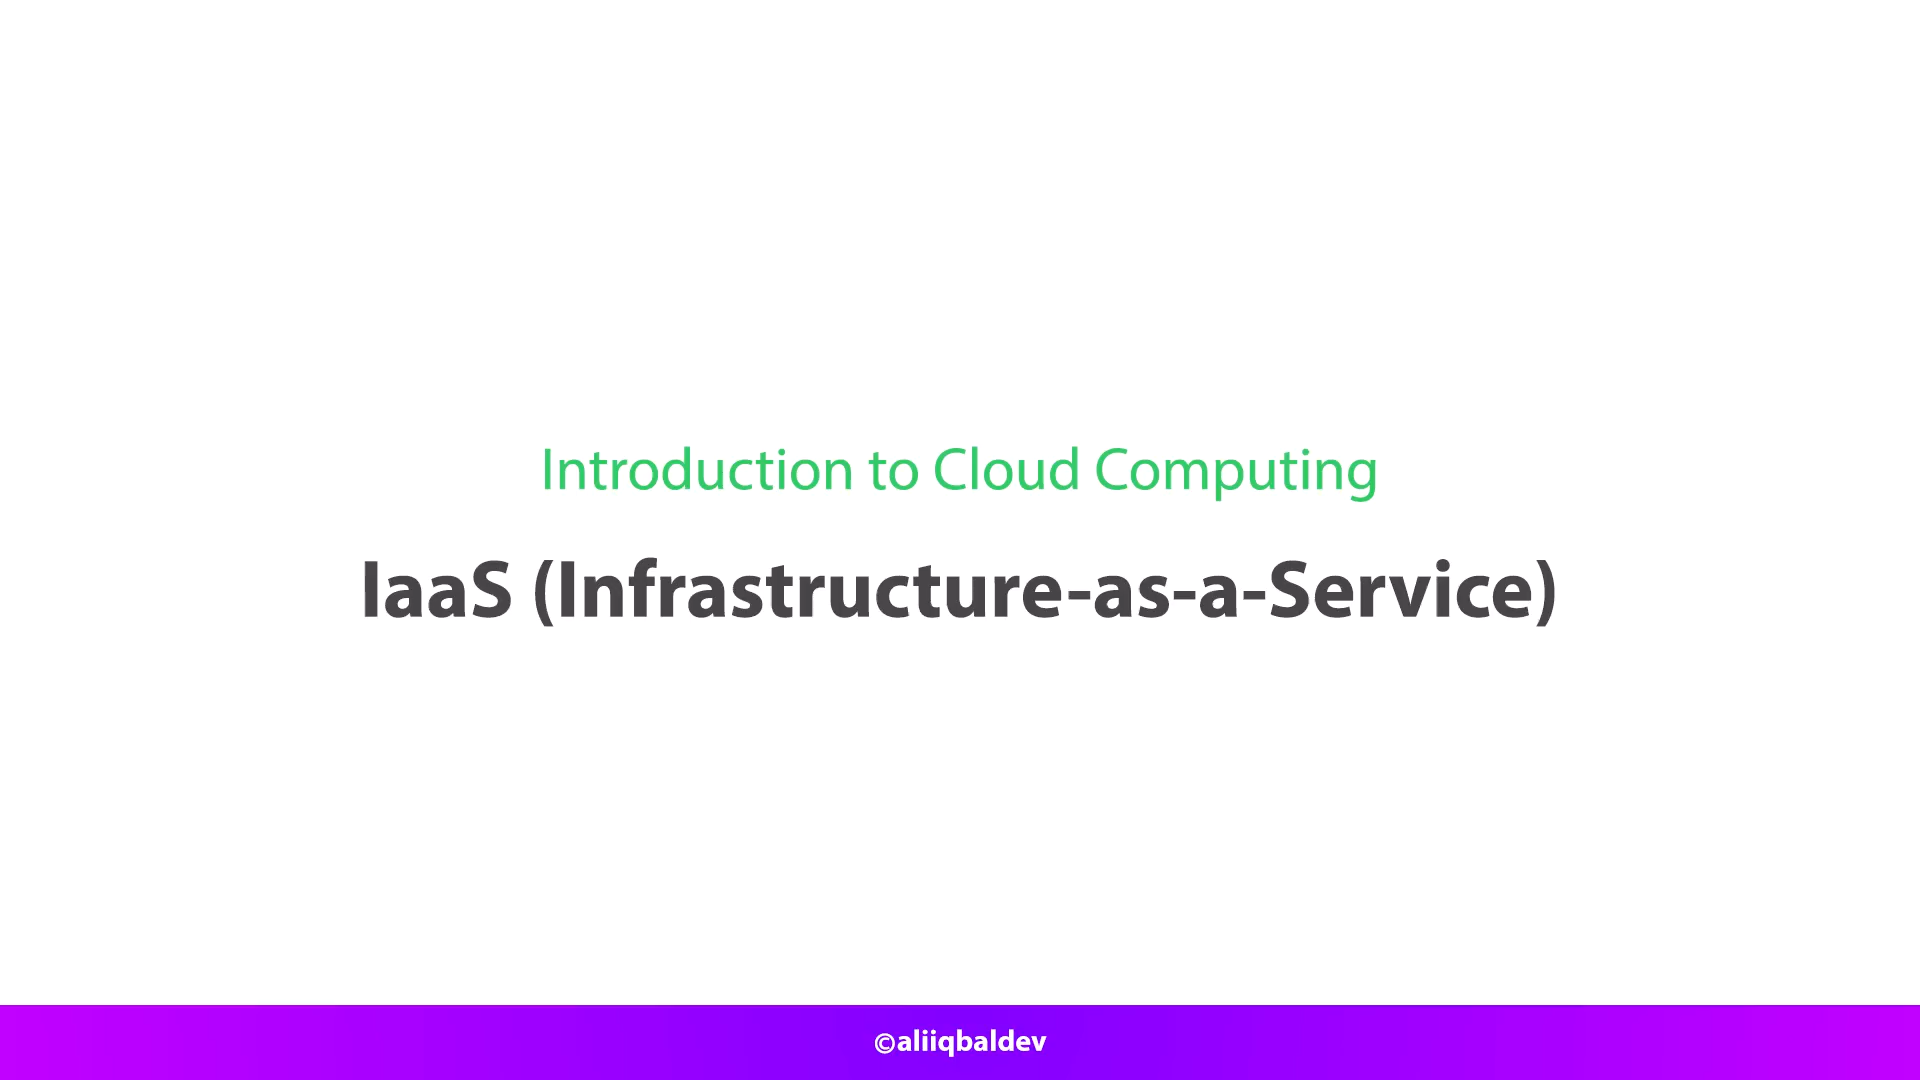 Introduction to Cloud Computing
IaaS (Infrastructure-as-a-Service)
©aliiqbaldev